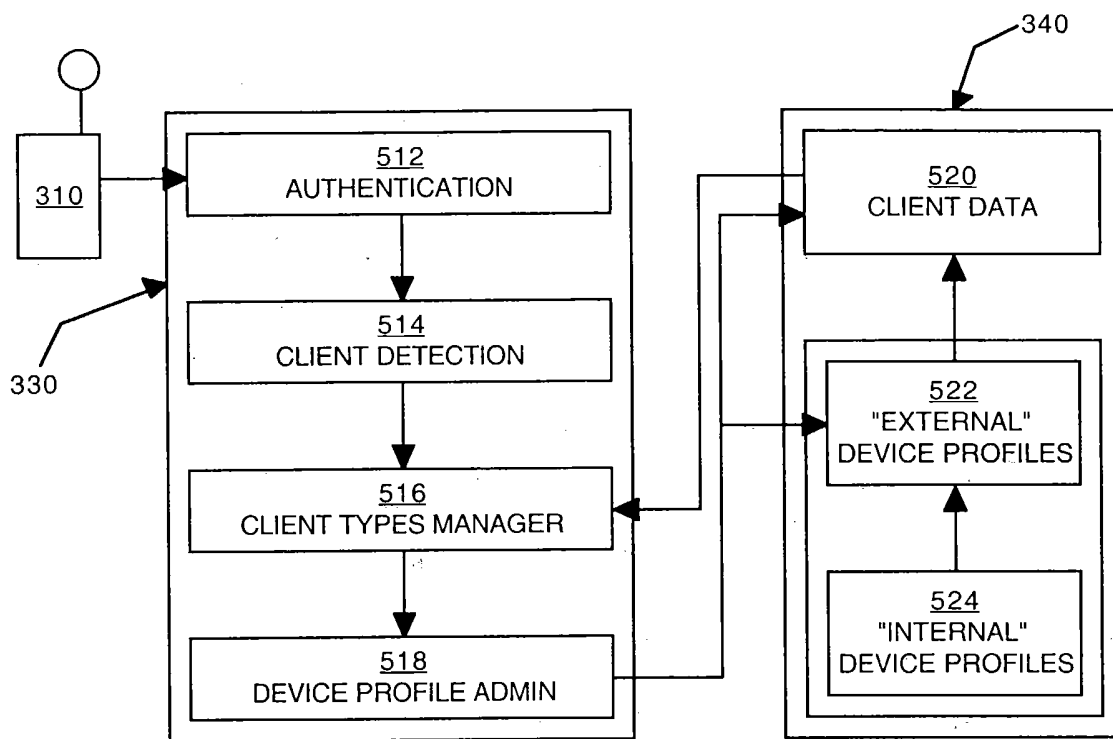 340
310
512
AUTHENTICATION
514
CLIENT DETECTION
516
CLIENT TYPES MANAGER
518
DEVICE PROFILE ADMIN
330
520
CLIENT DATA
522
"EXTERNAL"
DEVICE PROFILES
524
"INTERNAL"
DEVICE PROFILES